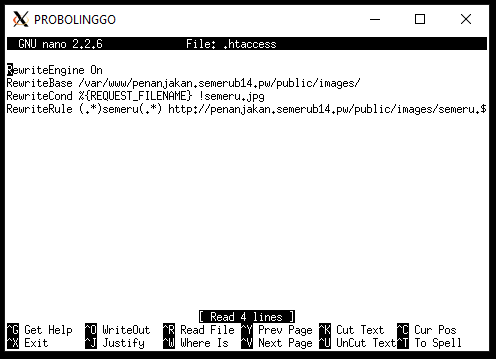 PROBOLINGGO
GNU nano 2.2.6 File: .htaccess
RewriteEngine On
RewriteBase /var/www/penanjakan.semerub14.pw/public/images/
RewriteCond %{REQUEST_FILENAME} !semeru.jpg
RewriteRule (.*)semeru(.*) http://penanjakan.semerub14.pw/public/images/semeru.$
[ Read 4 lines ]
^G Get Help ^O WriteOut ^R Read File ^Y Prev Page ^K Cut Text ^C Cur Pos
^X Exit ^J Justify ^W Where Is ^V Next Page ^U UnCut Text ^T To Spell